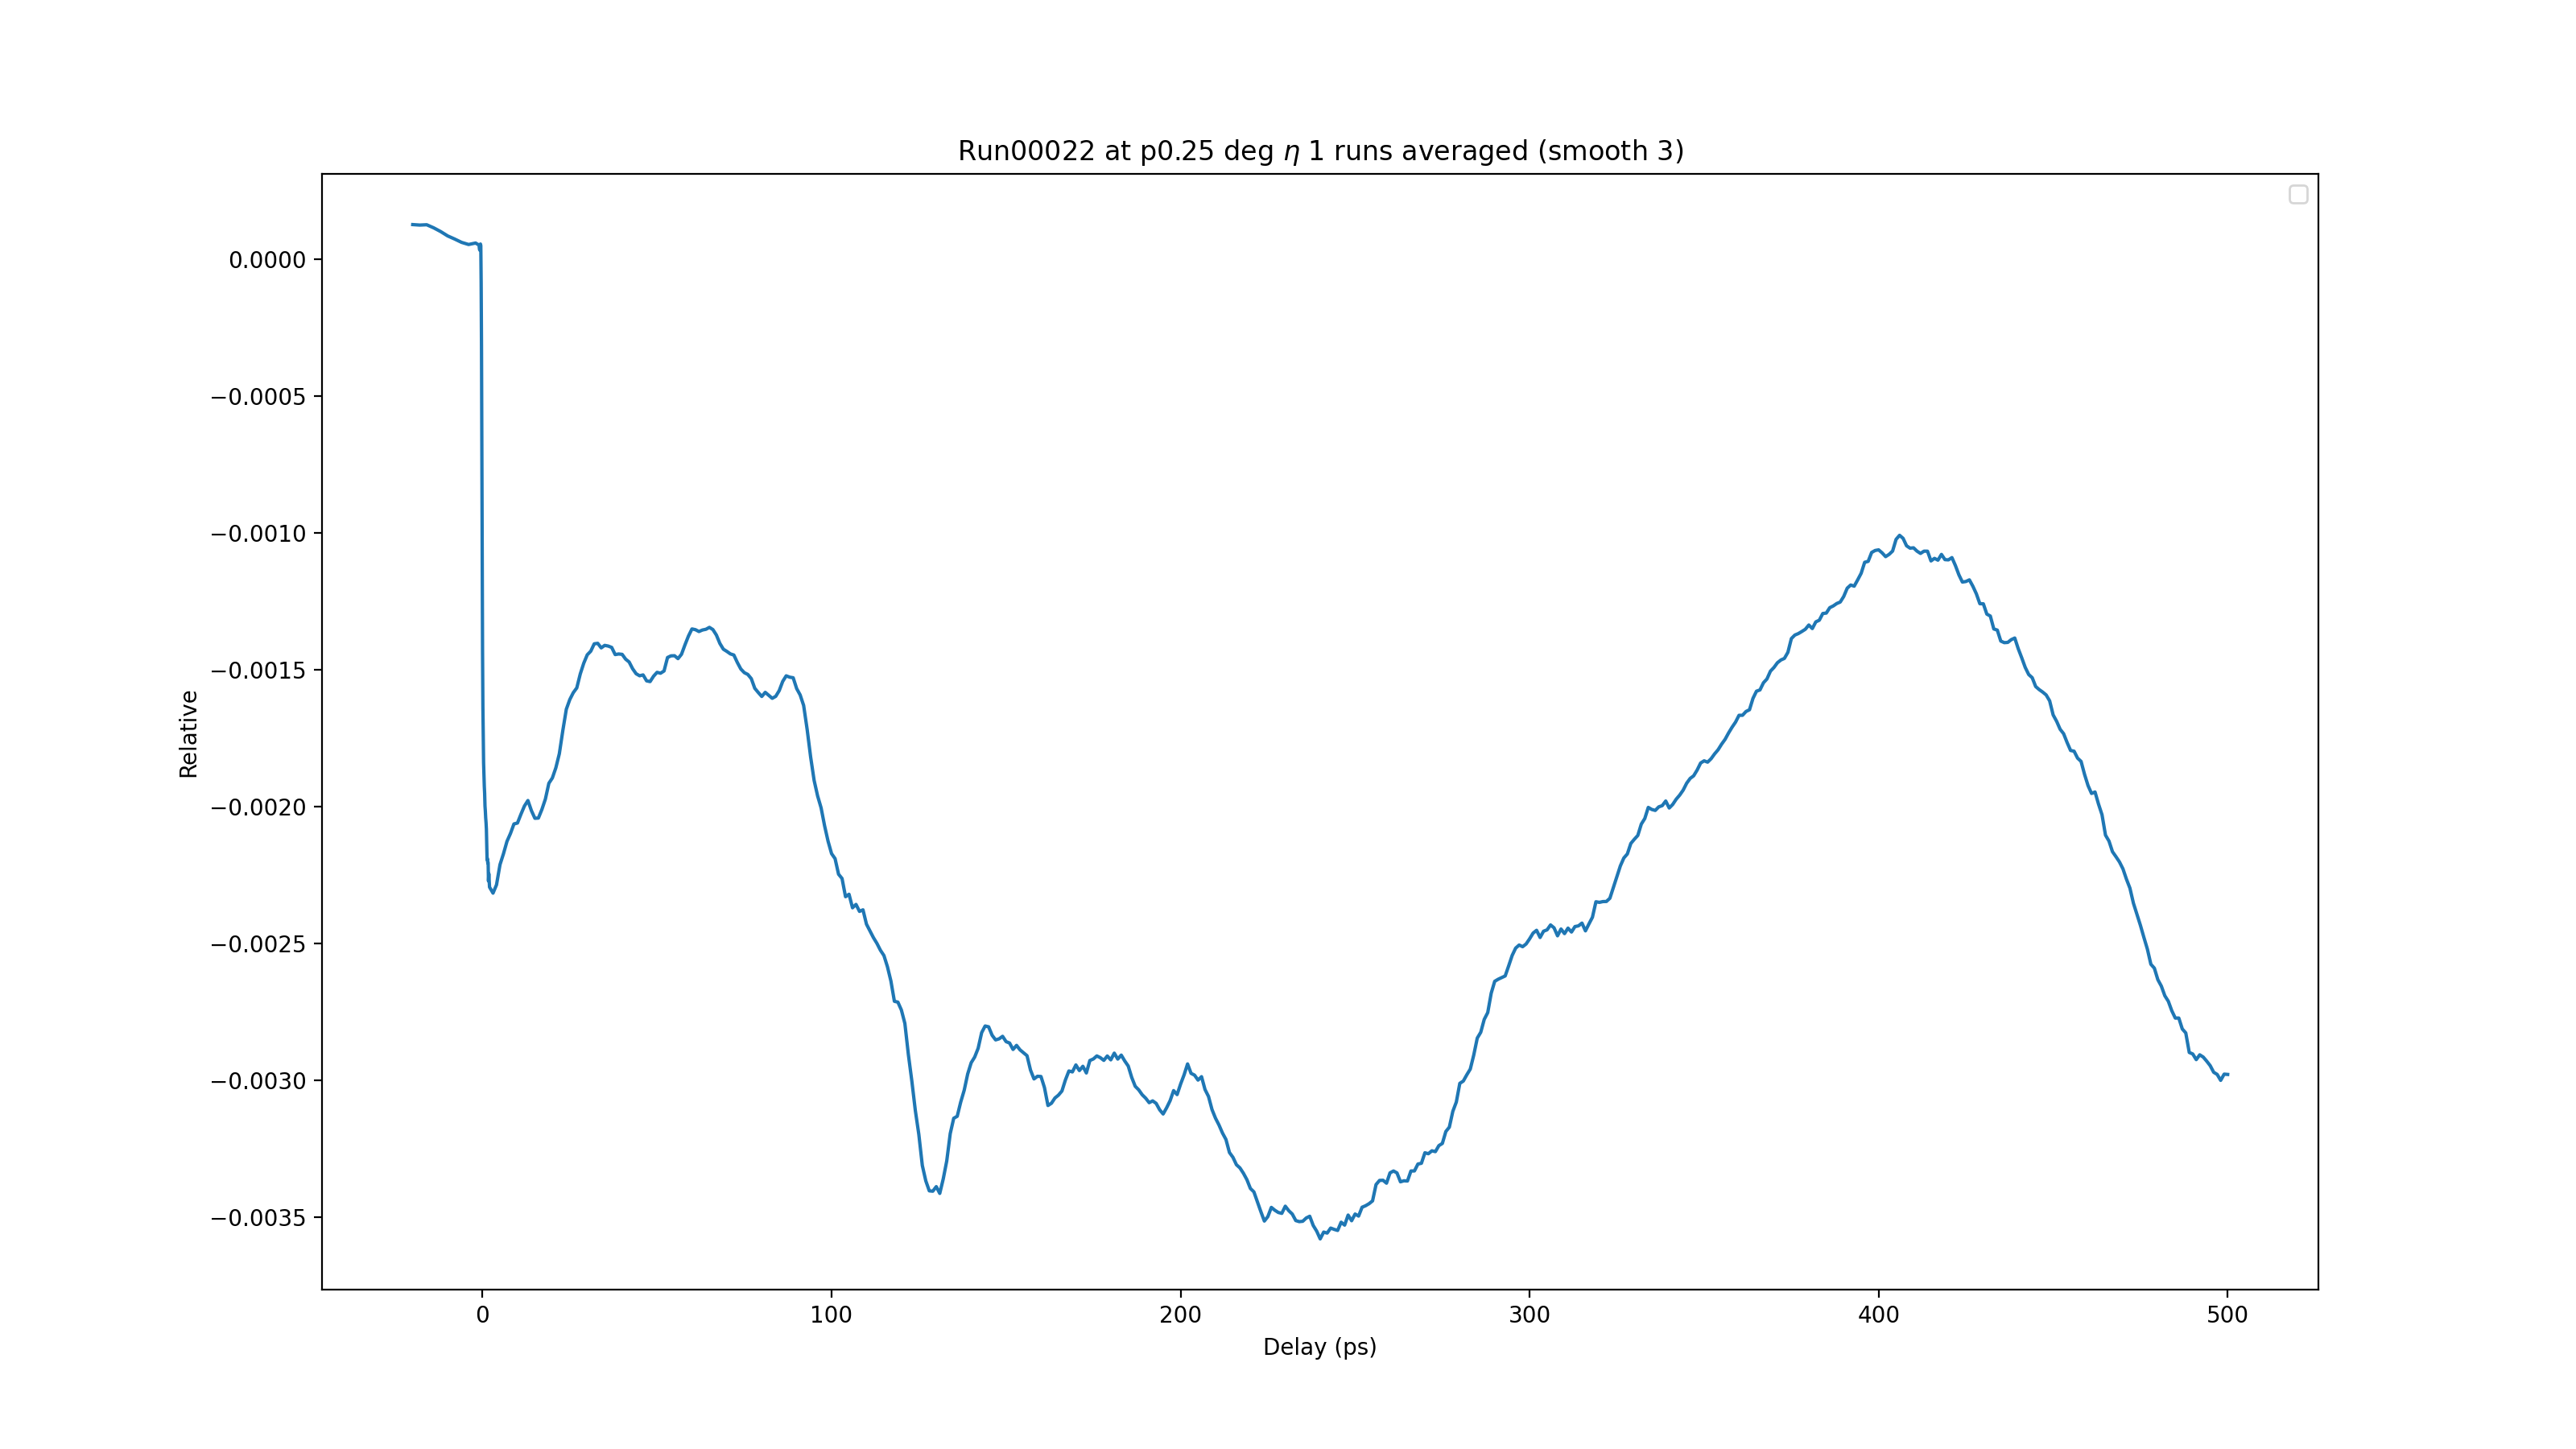 Run00022 at p0.25 deg η 1 runs averaged (smooth 3)
0.0000
−0.0005
−0.0010
−0.0015
−0.0020
−0.0025
−0.0030
−0.0035
Relative
0 100 200 300 400 500
Delay (ps)